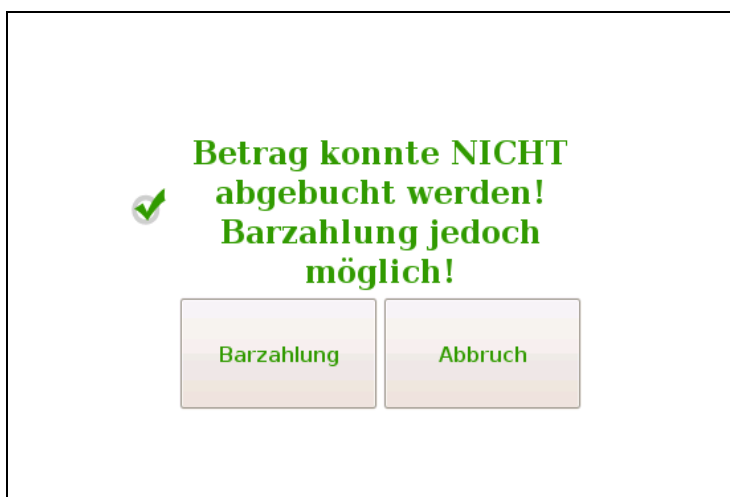 Betrag konnte NICHT
abgebucht werden!
Barzahlung jedoch
möglich!
Barzahlung
Abbruch